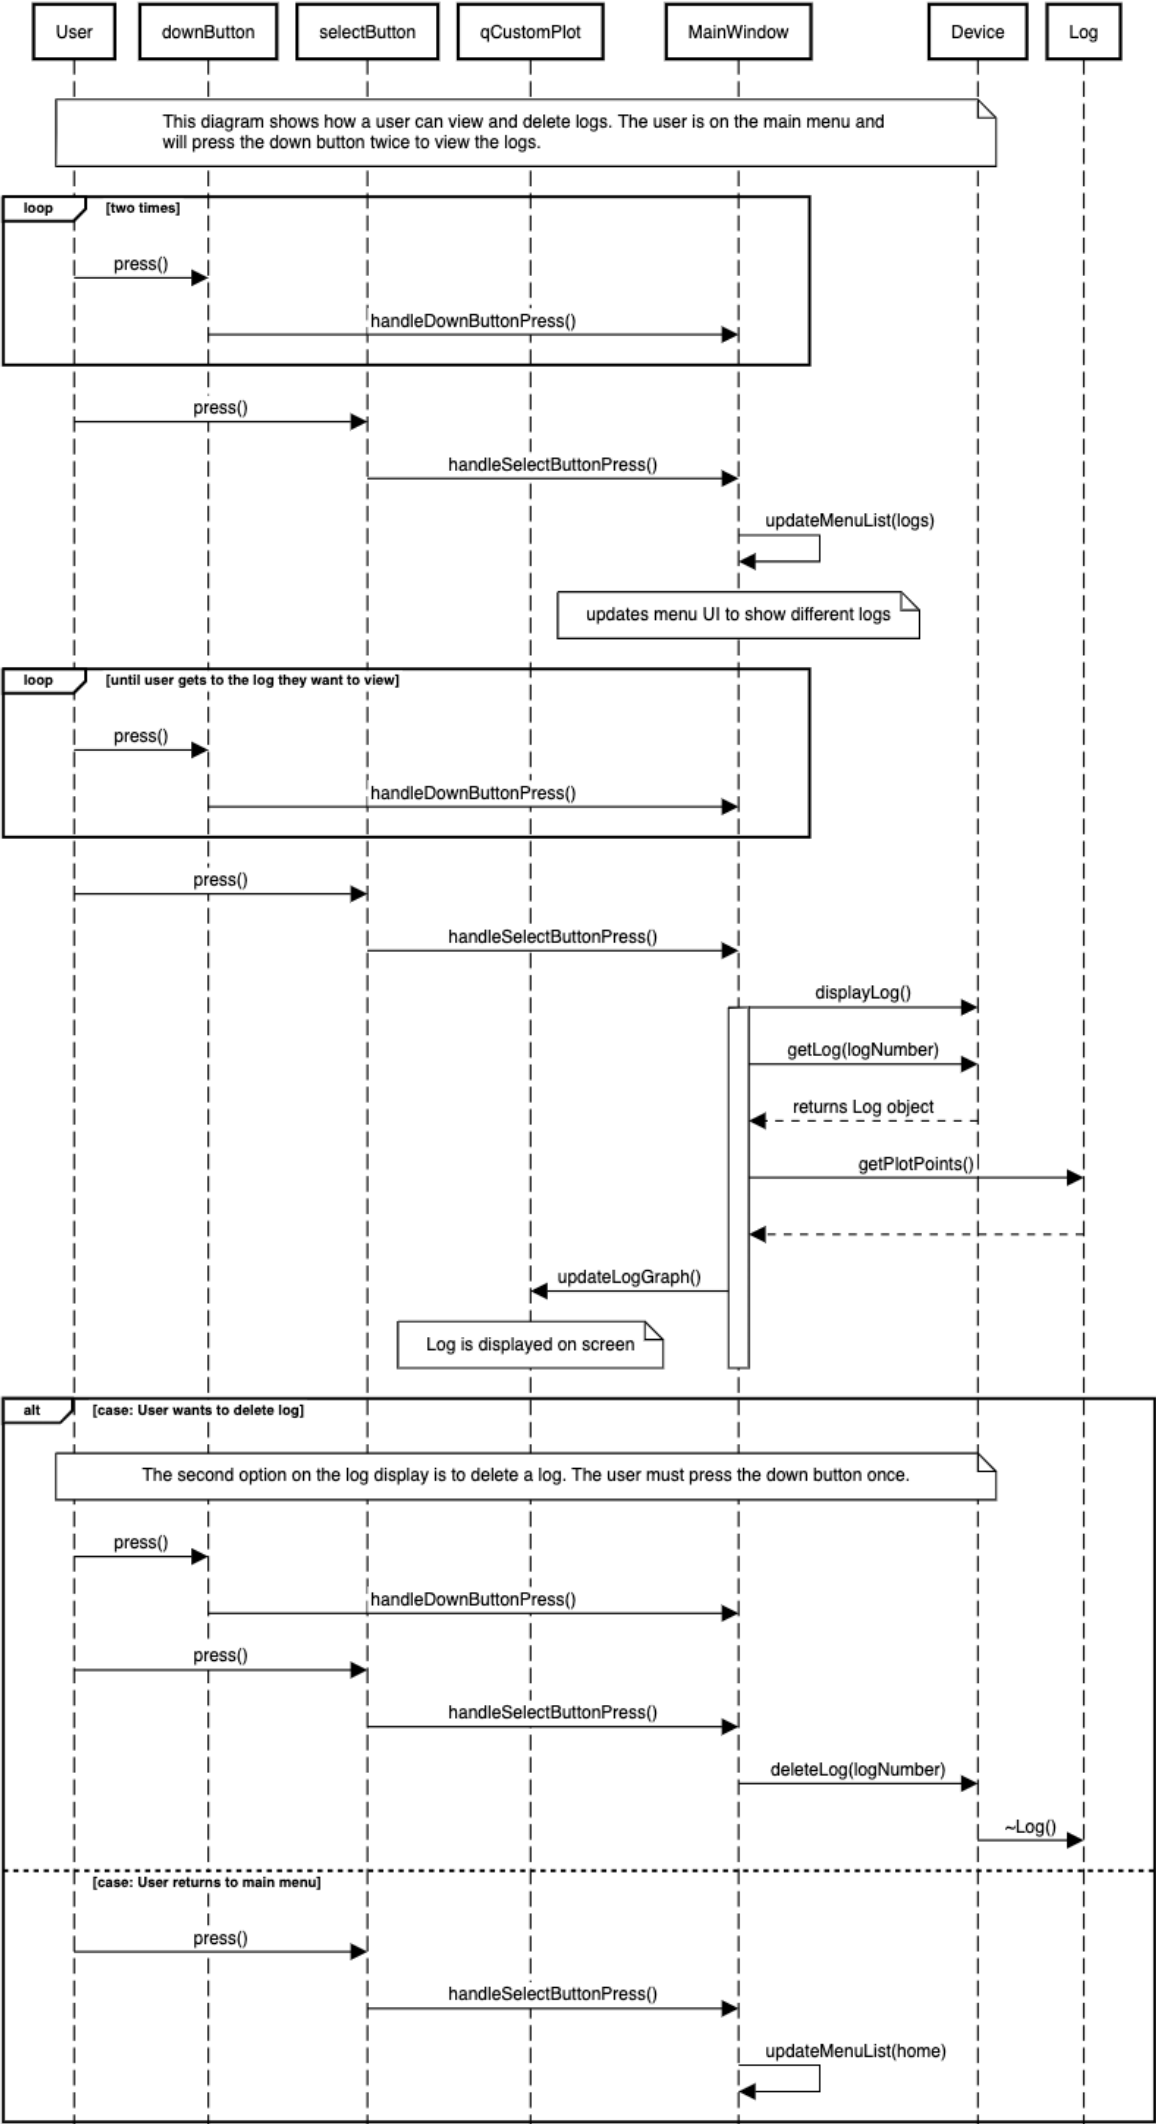 User
downButton
selectButton
qCustomPlot
MainWindow
Device
Log
This diagram shows how a user can view and delete logs. The user is on the main menu and
will press the down button twice to view the logs.
loop
[two times]
press()
handleDownButtonPress()
press()
handleSelectButtonPress()
updateMenuList(logs)
updates menu UI to show different logs
loop
[until user gets to the log they want to view]
press()
handleDownButtonPress()
press()
handleSelectButtonPress()
displayLog()
getLog(logNumber)
returns Log object
getPlotPoints()
updateLogGraph()
Log is displayed on screen
alt
[case: User wants to delete log]
The second option on the log display is to delete a log. The user must press the down button once.
press()
handleDownButtonPress()
press()
handleSelectButtonPress()
deleteLog(logNumber)
~Log()
[case: User returns to main menu]
press()
handleSelectButtonPress()
updateMenuList(home)